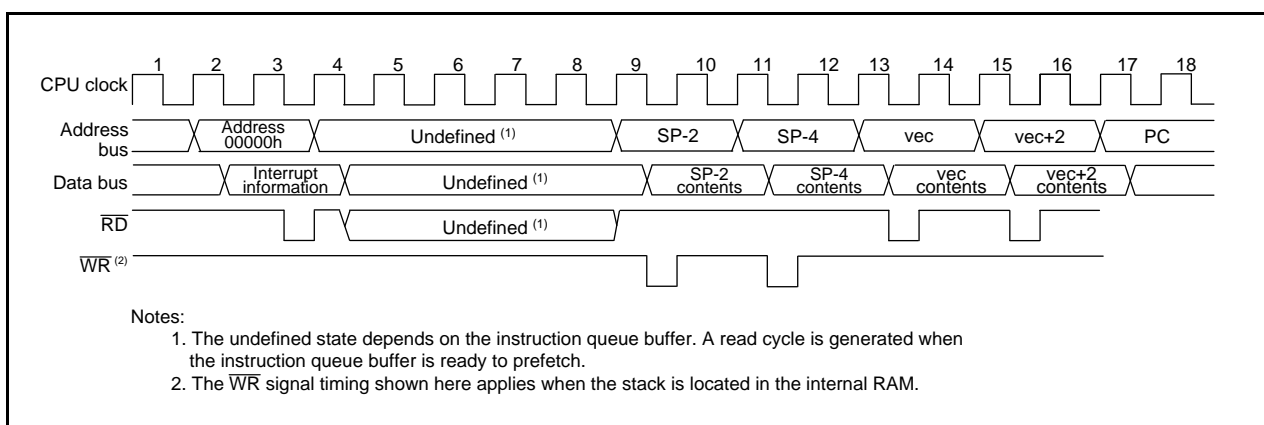 1 2 3 4 5 6 7 8 9 10 11 12 13 14 15 16 17 18
CPU clock
Address bus
Address 00000h
Undefined (1)
SP-2
SP-4
vec
vec+2
PC
Data bus
Interrupt information
Undefined (1)
SP-2 contents
SP-4 contents
vec contents
vec+2 contents
RD
Undefined (1)
WR (2)
Notes:
1. The undefined state depends on the instruction queue buffer. A read cycle is generated when
the instruction queue buffer is ready to prefetch.
2. The WR signal timing shown here applies when the stack is located in the internal RAM.